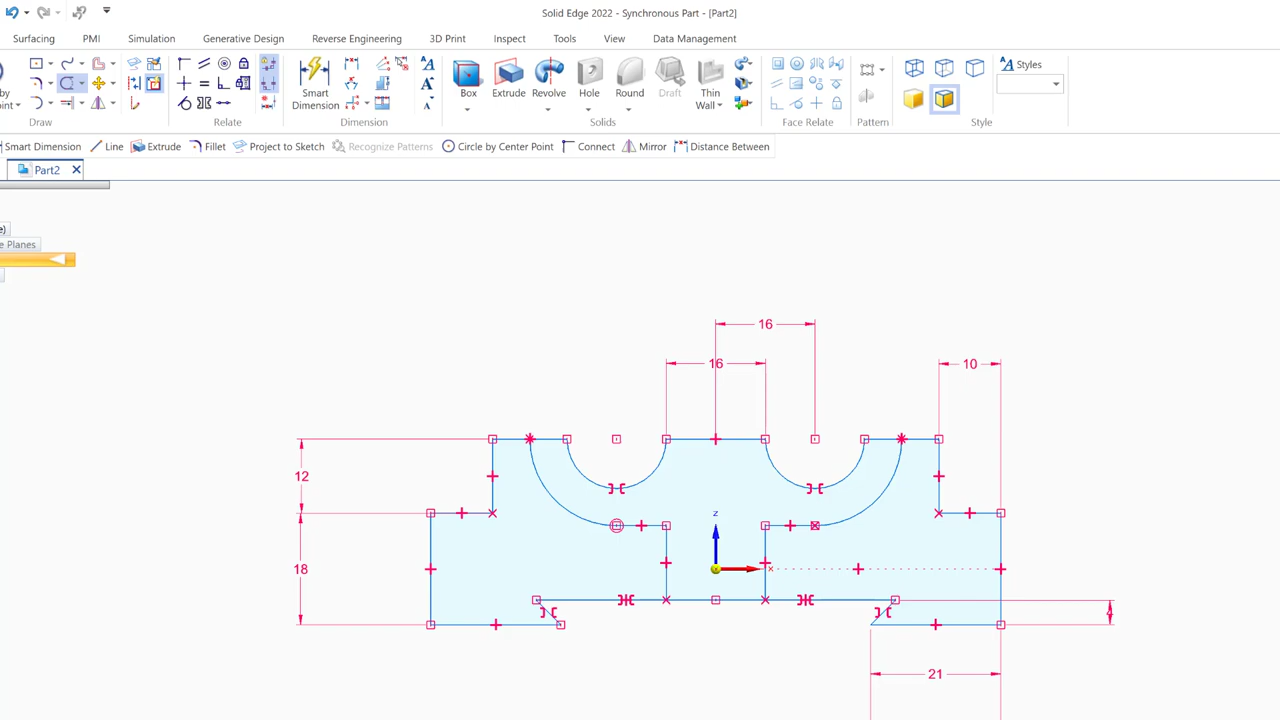 Solid Edge 2022 - Synchronous Part - [Part2]
Surfacing PMI Simulation Generative Design Reverse Engineering 3D Print Inspect Tools View Data Management
Smart Dimension Box Extrude Revolve Hole Round Draft Thin Wall Styles
Draw Relate Dimension Solids Face Relate Pattern Style
Smart Dimension Line Extrude Fillet Project to Sketch Recognize Patterns Circle by Center Point Connect Mirror Distance Between
Part2
e Planes
16
16 10
12
z
18
x
4
21